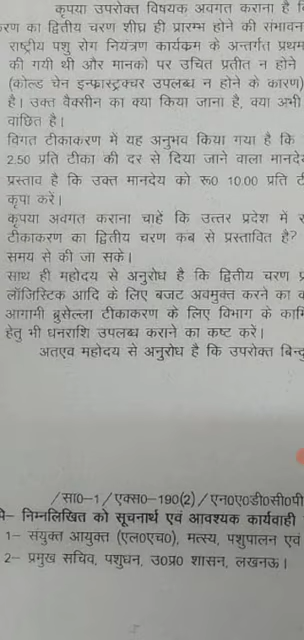 कृपया उपरोक्त विषयक अवगत कराना है
रण का द्वितीय चरण शीघ्र ही प्रारम्भ होने की संभावन
राष्ट्रीय पशु रोग नियंत्रण कार्यक्रम के अन्तर्गत प्रथम
की गयी थी और मानको पर उचित प्रतीत न होने
(कोल्ड चेन इन्फ्रास्ट्रक्चर उपलब्ध न होने के कारण)
है। उक्त वैक्सीन का क्या किया जाना है, क्या अभी
वांछित है।
विगत टीकाकरण में यह अनुभव किया गया है कि
2.50 प्रति टीका की दर से दिया जाने वाला मानदे
प्रस्ताव है कि उक्त मानदेय को रू0 10.00 प्रति टी
कृपा करें।
कृपया अवगत कराना चाहें कि उत्तर प्रदेश में
टीकाकरण का द्वितीय चरण कब से प्रस्तावित है?
समय से की जा सके।
साथ ही महोदय से अनुरोध है कि द्वितीय चरण प्र
लॉजिस्टिक आदि के लिए बजट अवमुक्त करने का क
आगामी ब्रुसेल्ला टीकाकरण के लिए विभाग के कार्मि
हेतु भी धनराशि उपलब्ध कराने का कष्ट करें।
अतएव महोदय से अनुरोध है कि उपरोक्त बिन्दु
/सा0-1/एक्स0-190(2)/एन0ए0डी0सी0पी
पे- निम्नलिखित को सूचनार्थ एवं आवश्यक कार्यवाही
1- संयुक्त आयुक्त (एल0एच0), मत्स्य, पशुपालन एवं
2- प्रमुख सचिव, पशुधन, उ0प्र0 शासन, लखनऊ।